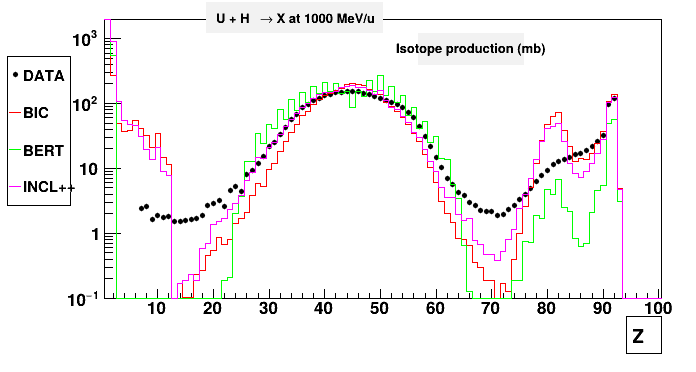 U + H → X at 1000 MeV/u
Isotope production (mb)
DATA
BIC
BERT
INCL++
10³
10²
10
1
10⁻¹
10 20 30 40 50 60 70 80 90 100
Z